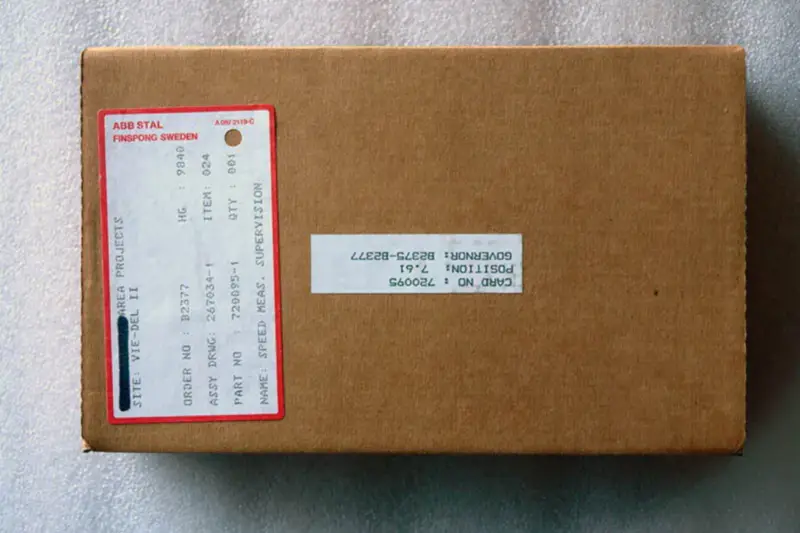 ABB STAL
FINSPONG SWEDEN
AREA PROJECTS
SITE: VIE-DEL II
ORDER NO : B2377 HG : 9840
ASSY DRWG: 267034-1 ITEM: 024
PART NO : 720095-1 QTY : 001
NAME: SPEED MEAS. SUPERVISION
CARD NO : 720095
POSITION: 7.61
GOVERNOR: B2375-B2377